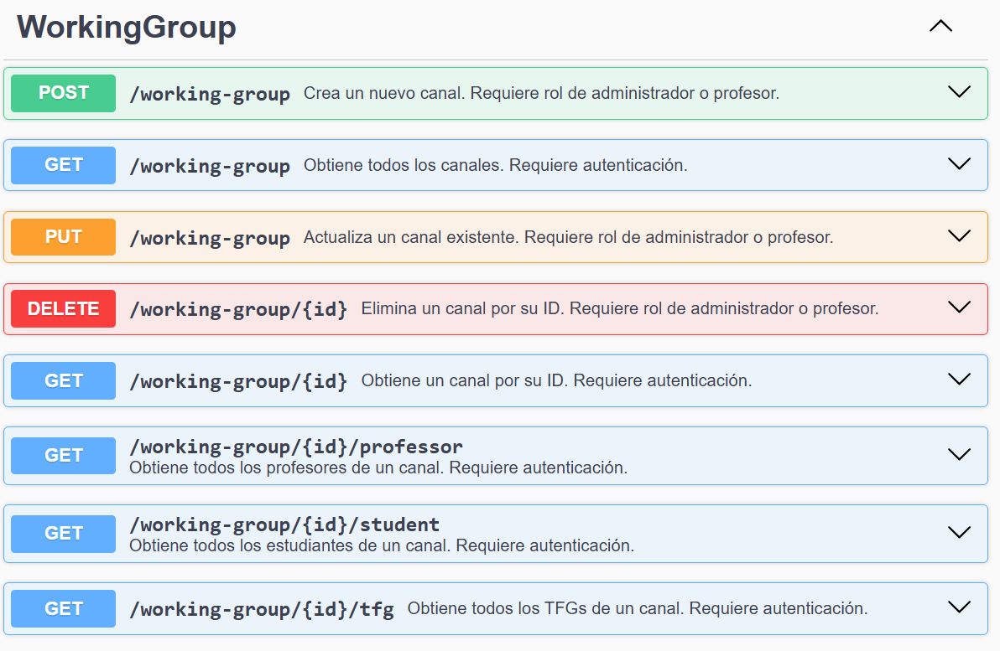 WorkingGroup
POST /working-group Crea un nuevo canal. Requiere rol de administrador o profesor.
GET /working-group Obtiene todos los canales. Requiere autenticación.
PUT /working-group Actualiza un canal existente. Requiere rol de administrador o profesor.
DELETE /working-group/{id} Elimina un canal por su ID. Requiere rol de administrador o profesor.
GET /working-group/{id} Obtiene un canal por su ID. Requiere autenticación.
GET /working-group/{id}/professor
Obtiene todos los profesores de un canal. Requiere autenticación.
GET /working-group/{id}/student
Obtiene todos los estudiantes de un canal. Requiere autenticación.
GET /working-group/{id}/tfg Obtiene todos los TFGs de un canal. Requiere autenticación.